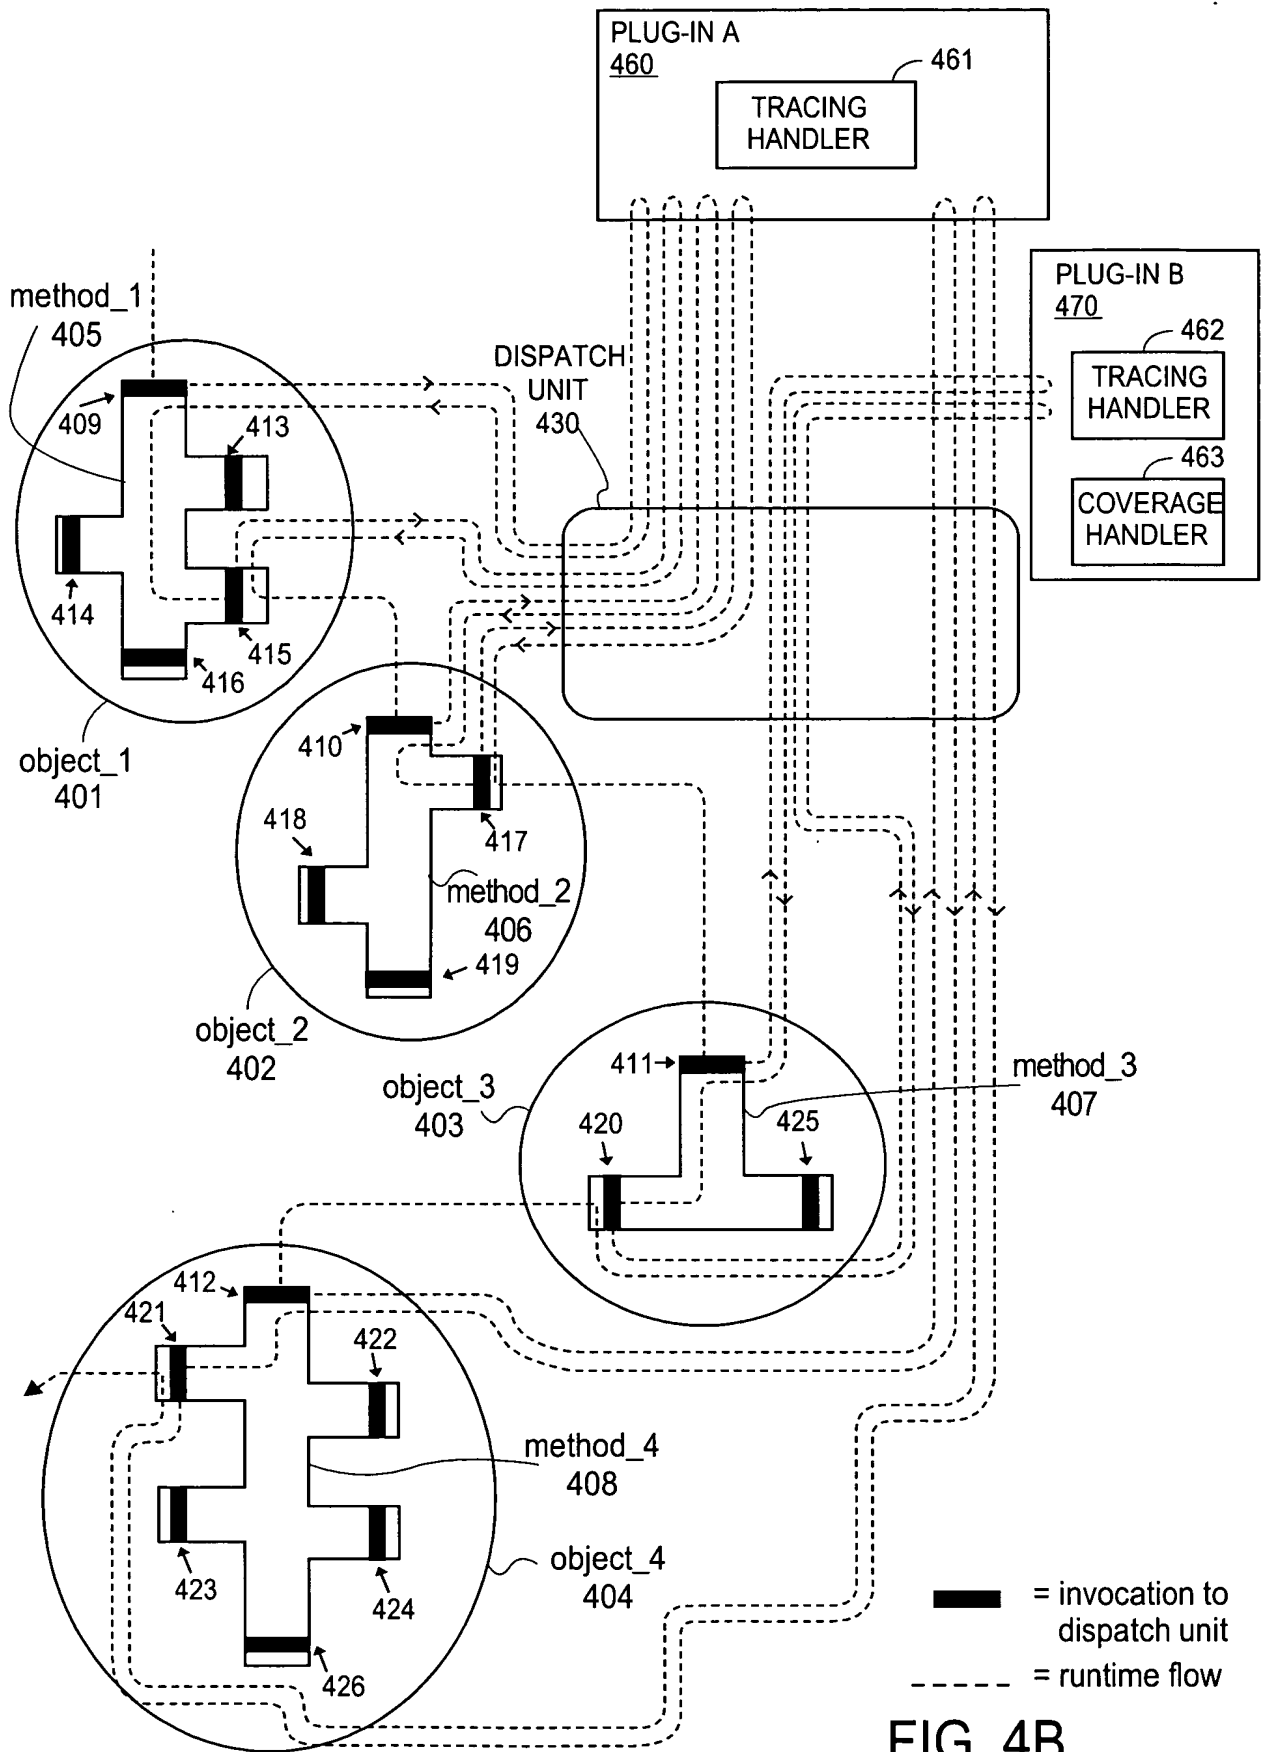 PLUG-IN A
460
461
TRACING
HANDLER
PLUG-IN B
470
462
TRACING
HANDLER
463
COVERAGE
HANDLER
method_1
405
DISPATCH
UNIT
430
409
413
414
415
416
object_1
401
410
418
417
method_2
406
419
object_2
402
411
method_3
407
object_3
403
420
425
412
421
422
method_4
408
423
424
object_4
404
426
= invocation to
dispatch unit
= runtime flow
FIG. 4B